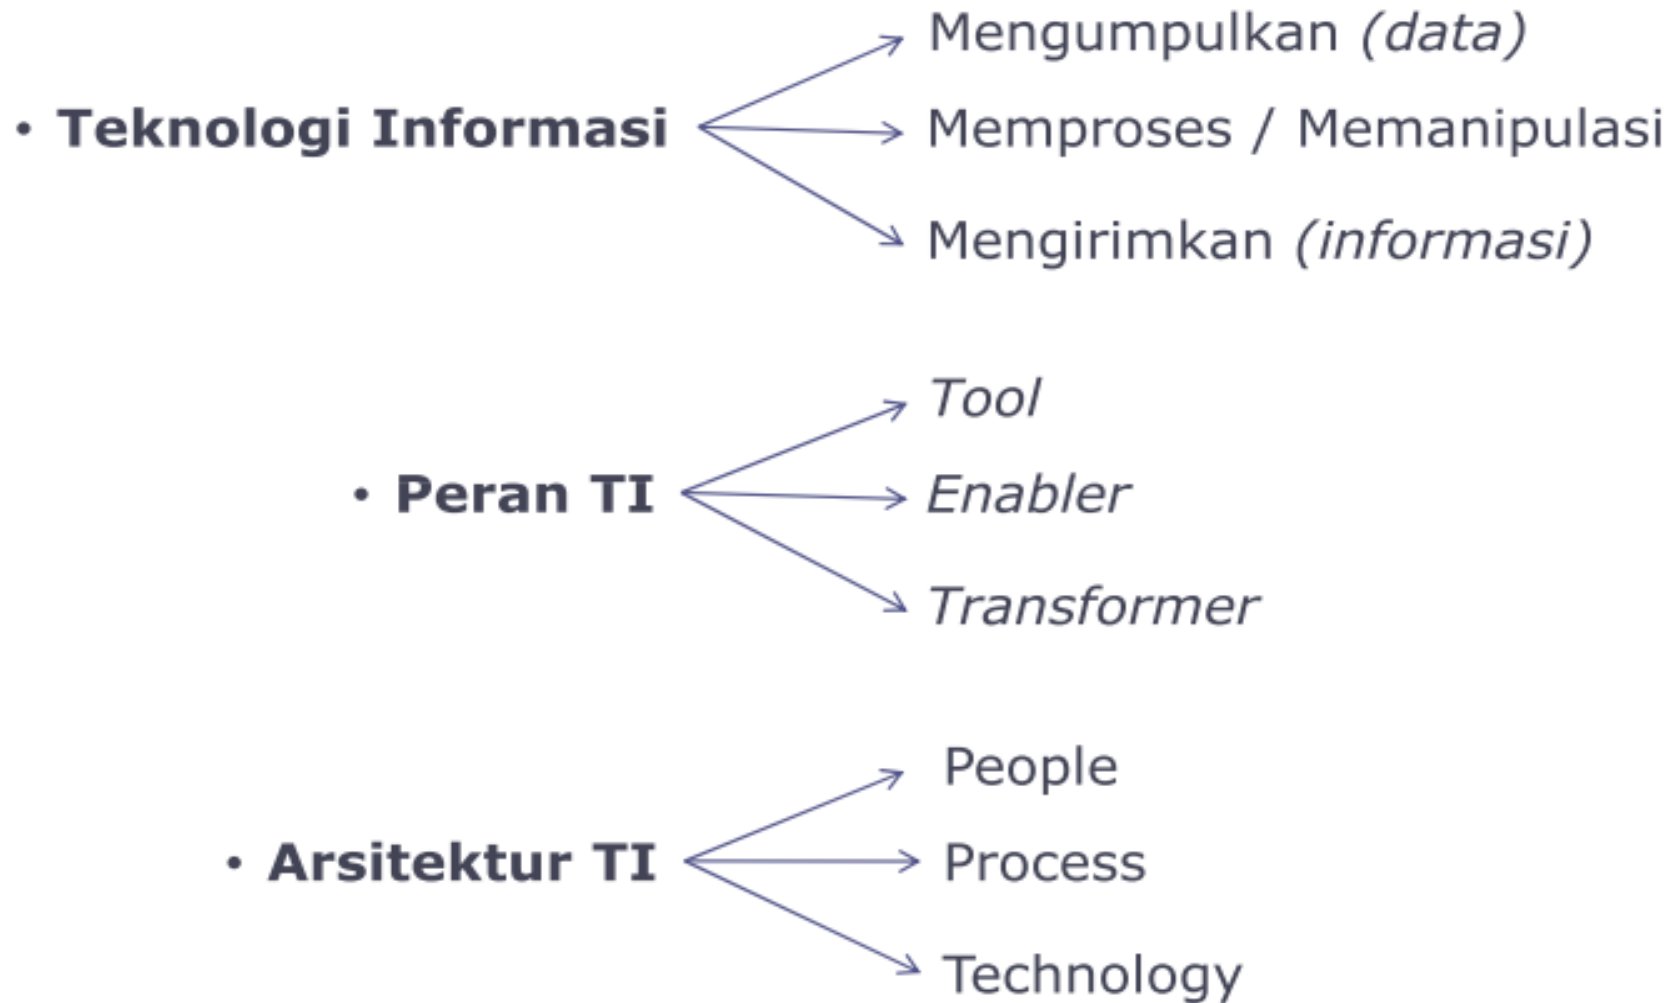 • Teknologi Informasi
Mengumpulkan (data)
Memproses / Memanipulasi
Mengirimkan (informasi)
• Peran TI
Tool
Enabler
Transformer
• Arsitektur TI
People
Process
Technology